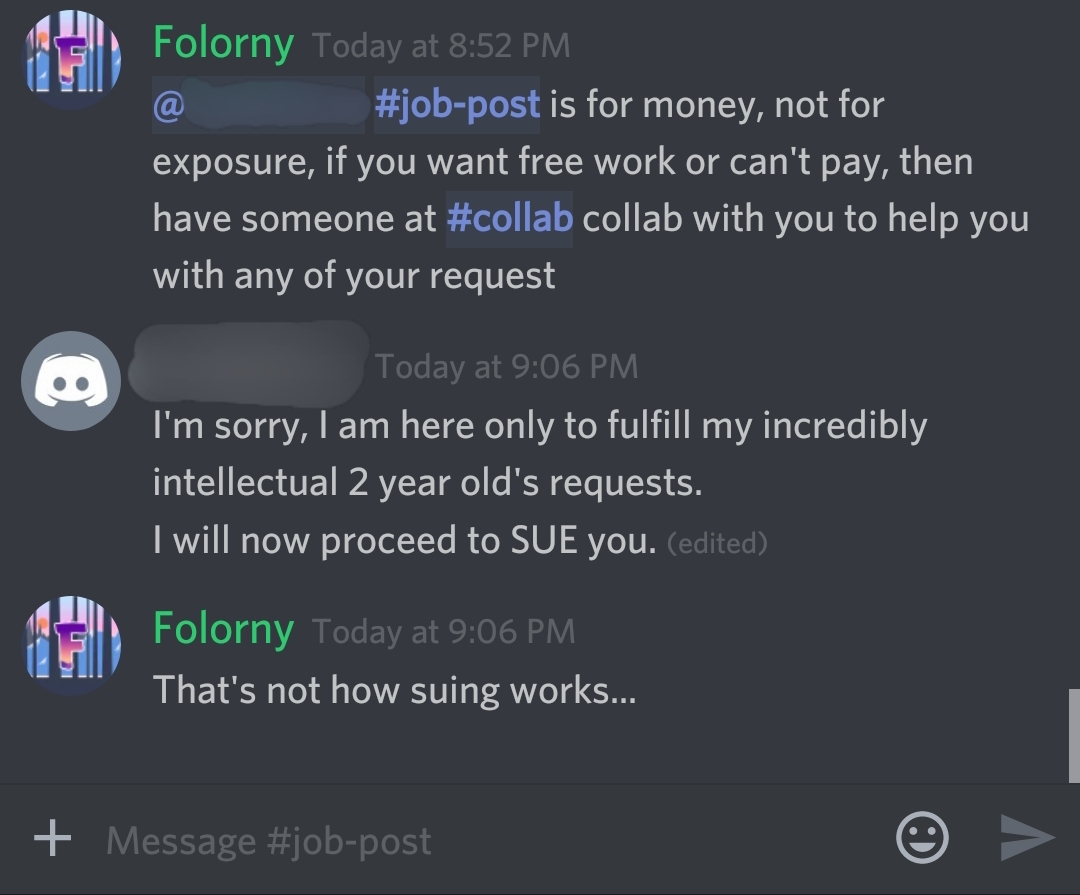 Folorny Today at 8:52 PM
@ #job-post is for money, not for
exposure, if you want free work or can't pay, then
have someone at #collab collab with you to help you
with any of your request
Today at 9:06 PM
I'm sorry, I am here only to fulfill my incredibly
intellectual 2 year old's requests.
I will now proceed to SUE you. (edited)
Folorny Today at 9:06 PM
That's not how suing works...
Message #job-post